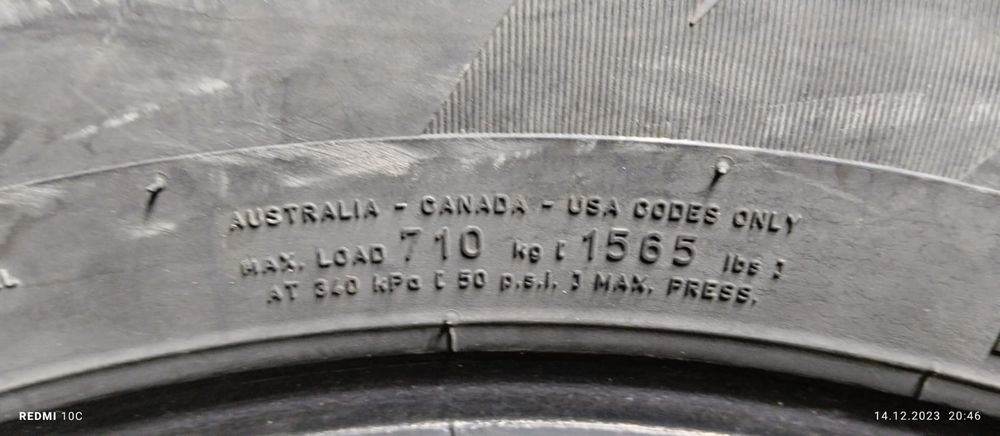 AUSTRALIA - CANADA - USA CODES ONLY
MAX. LOAD 710 kg [ 1565 lbs ]
AT 340 kPa [ 50 p.s.i. ] MAX. PRESS.
REDMI 10C
14.12.2023 20:46